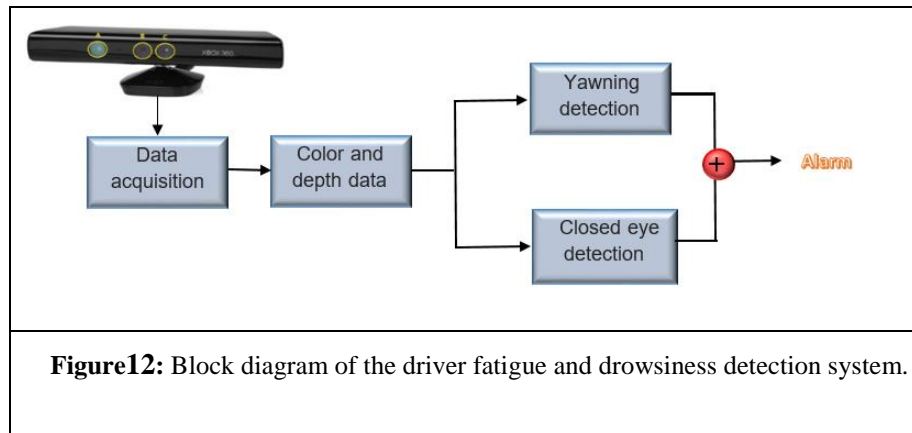 A B C
XBOX 360
Data
acquisition
Color and
depth data
Yawning
detection
Closed eye
detection
+
Alarm
Figure12: Block diagram of the driver fatigue and drowsiness detection system.